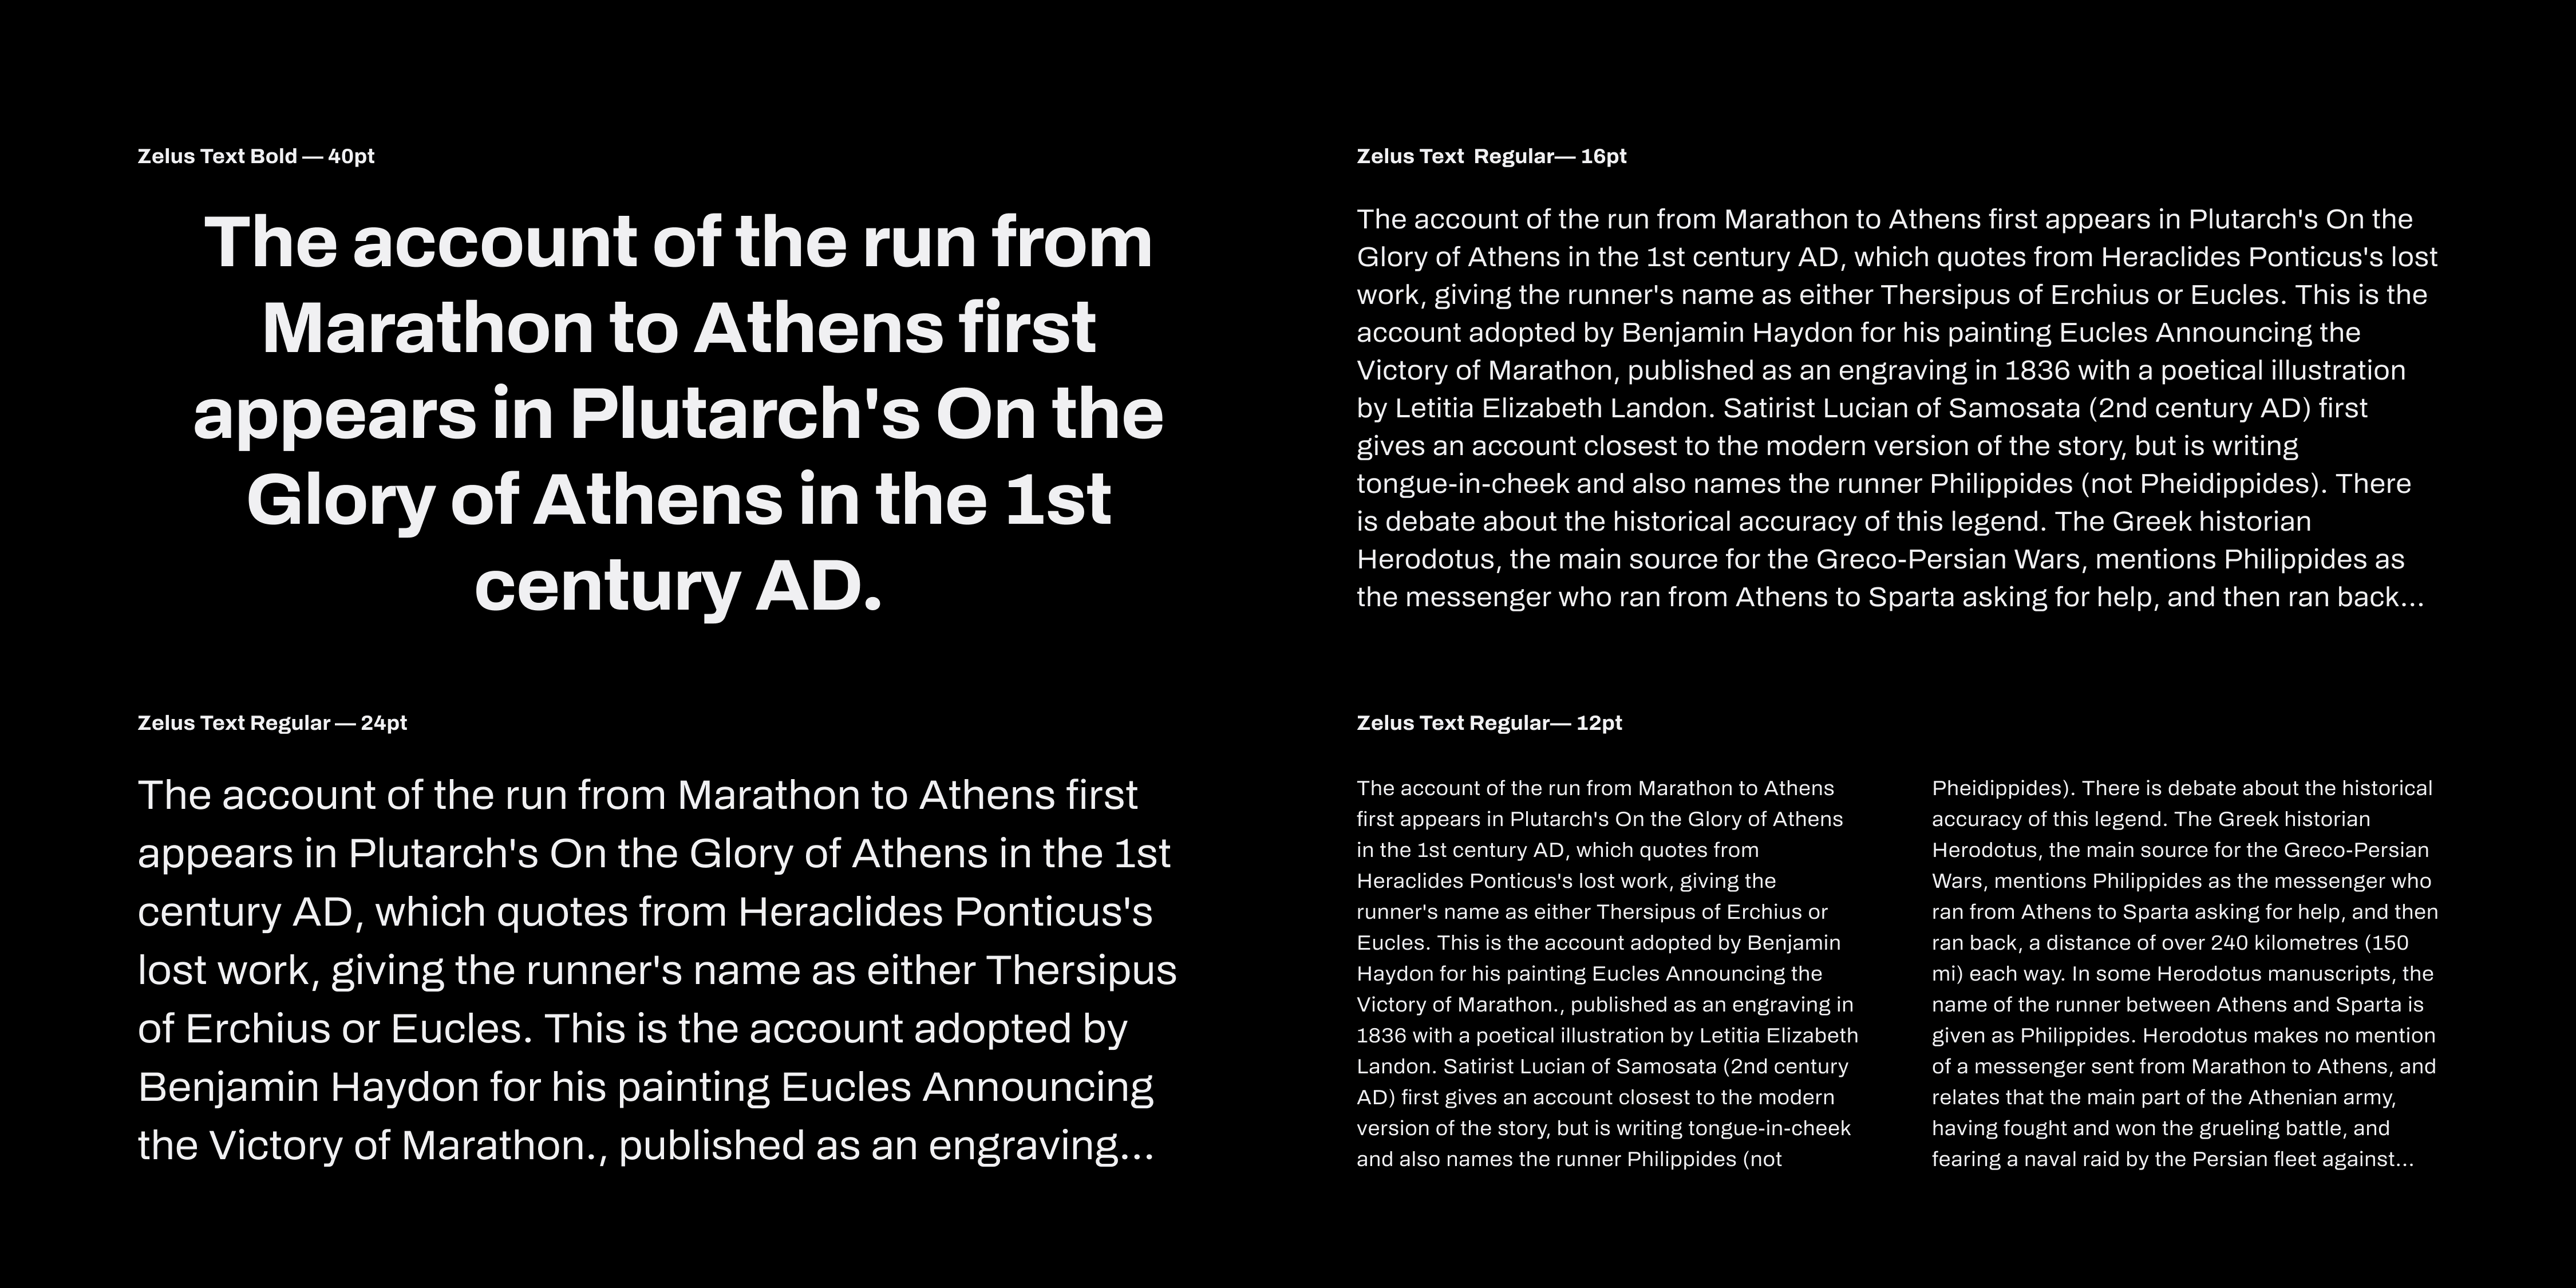 Zelus Text Bold — 40pt
The account of the run from
Marathon to Athens first
appears in Plutarch's On the
Glory of Athens in the 1st
century AD.
Zelus Text Regular — 24pt
The account of the run from Marathon to Athens first
appears in Plutarch's On the Glory of Athens in the 1st
century AD, which quotes from Heraclides Ponticus's
lost work, giving the runner's name as either Thersipus
of Erchius or Eucles. This is the account adopted by
Benjamin Haydon for his painting Eucles Announcing
the Victory of Marathon., published as an engraving...
Zelus Text  Regular— 16pt
The account of the run from Marathon to Athens first appears in Plutarch's On the
Glory of Athens in the 1st century AD, which quotes from Heraclides Ponticus's lost
work, giving the runner's name as either Thersipus of Erchius or Eucles. This is the
account adopted by Benjamin Haydon for his painting Eucles Announcing the
Victory of Marathon, published as an engraving in 1836 with a poetical illustration
by Letitia Elizabeth Landon. Satirist Lucian of Samosata (2nd century AD) first
gives an account closest to the modern version of the story, but is writing
tongue-in-cheek and also names the runner Philippides (not Pheidippides). There
is debate about the historical accuracy of this legend. The Greek historian
Herodotus, the main source for the Greco-Persian Wars, mentions Philippides as
the messenger who ran from Athens to Sparta asking for help, and then ran back...
Zelus Text Regular— 12pt
The account of the run from Marathon to Athens
first appears in Plutarch's On the Glory of Athens
in the 1st century AD, which quotes from
Heraclides Ponticus's lost work, giving the
runner's name as either Thersipus of Erchius or
Eucles. This is the account adopted by Benjamin
Haydon for his painting Eucles Announcing the
Victory of Marathon., published as an engraving in
1836 with a poetical illustration by Letitia Elizabeth
Landon. Satirist Lucian of Samosata (2nd century
AD) first gives an account closest to the modern
version of the story, but is writing tongue-in-cheek
and also names the runner Philippides (not
Pheidippides). There is debate about the historical
accuracy of this legend. The Greek historian
Herodotus, the main source for the Greco-Persian
Wars, mentions Philippides as the messenger who
ran from Athens to Sparta asking for help, and then
ran back, a distance of over 240 kilometres (150
mi) each way. In some Herodotus manuscripts, the
name of the runner between Athens and Sparta is
given as Philippides. Herodotus makes no mention
of a messenger sent from Marathon to Athens, and
relates that the main part of the Athenian army,
having fought and won the grueling battle, and
fearing a naval raid by the Persian fleet against...